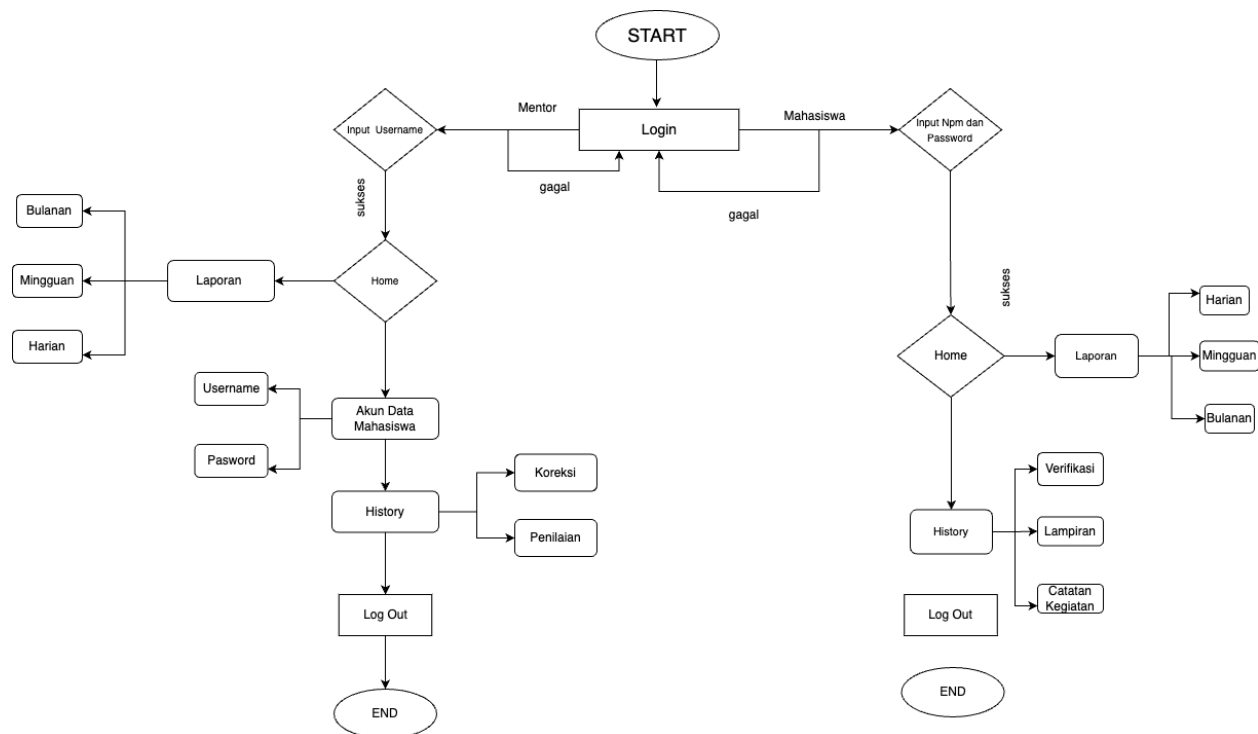 START
Mentor
Login
Mahasiswa
Input Username
Input Npm dan
Password
gagal
gagal
sukses
Bulanan
Mingguan
Harian
Laporan
Home
sukses
Home
Laporan
Harian
Mingguan
Bulanan
Username
Pasword
Akun Data
Mahasiswa
History
Koreksi
Penilaian
Verifikasi
History
Lampiran
Catatan
Kegiatan
Log Out
Log Out
END
END